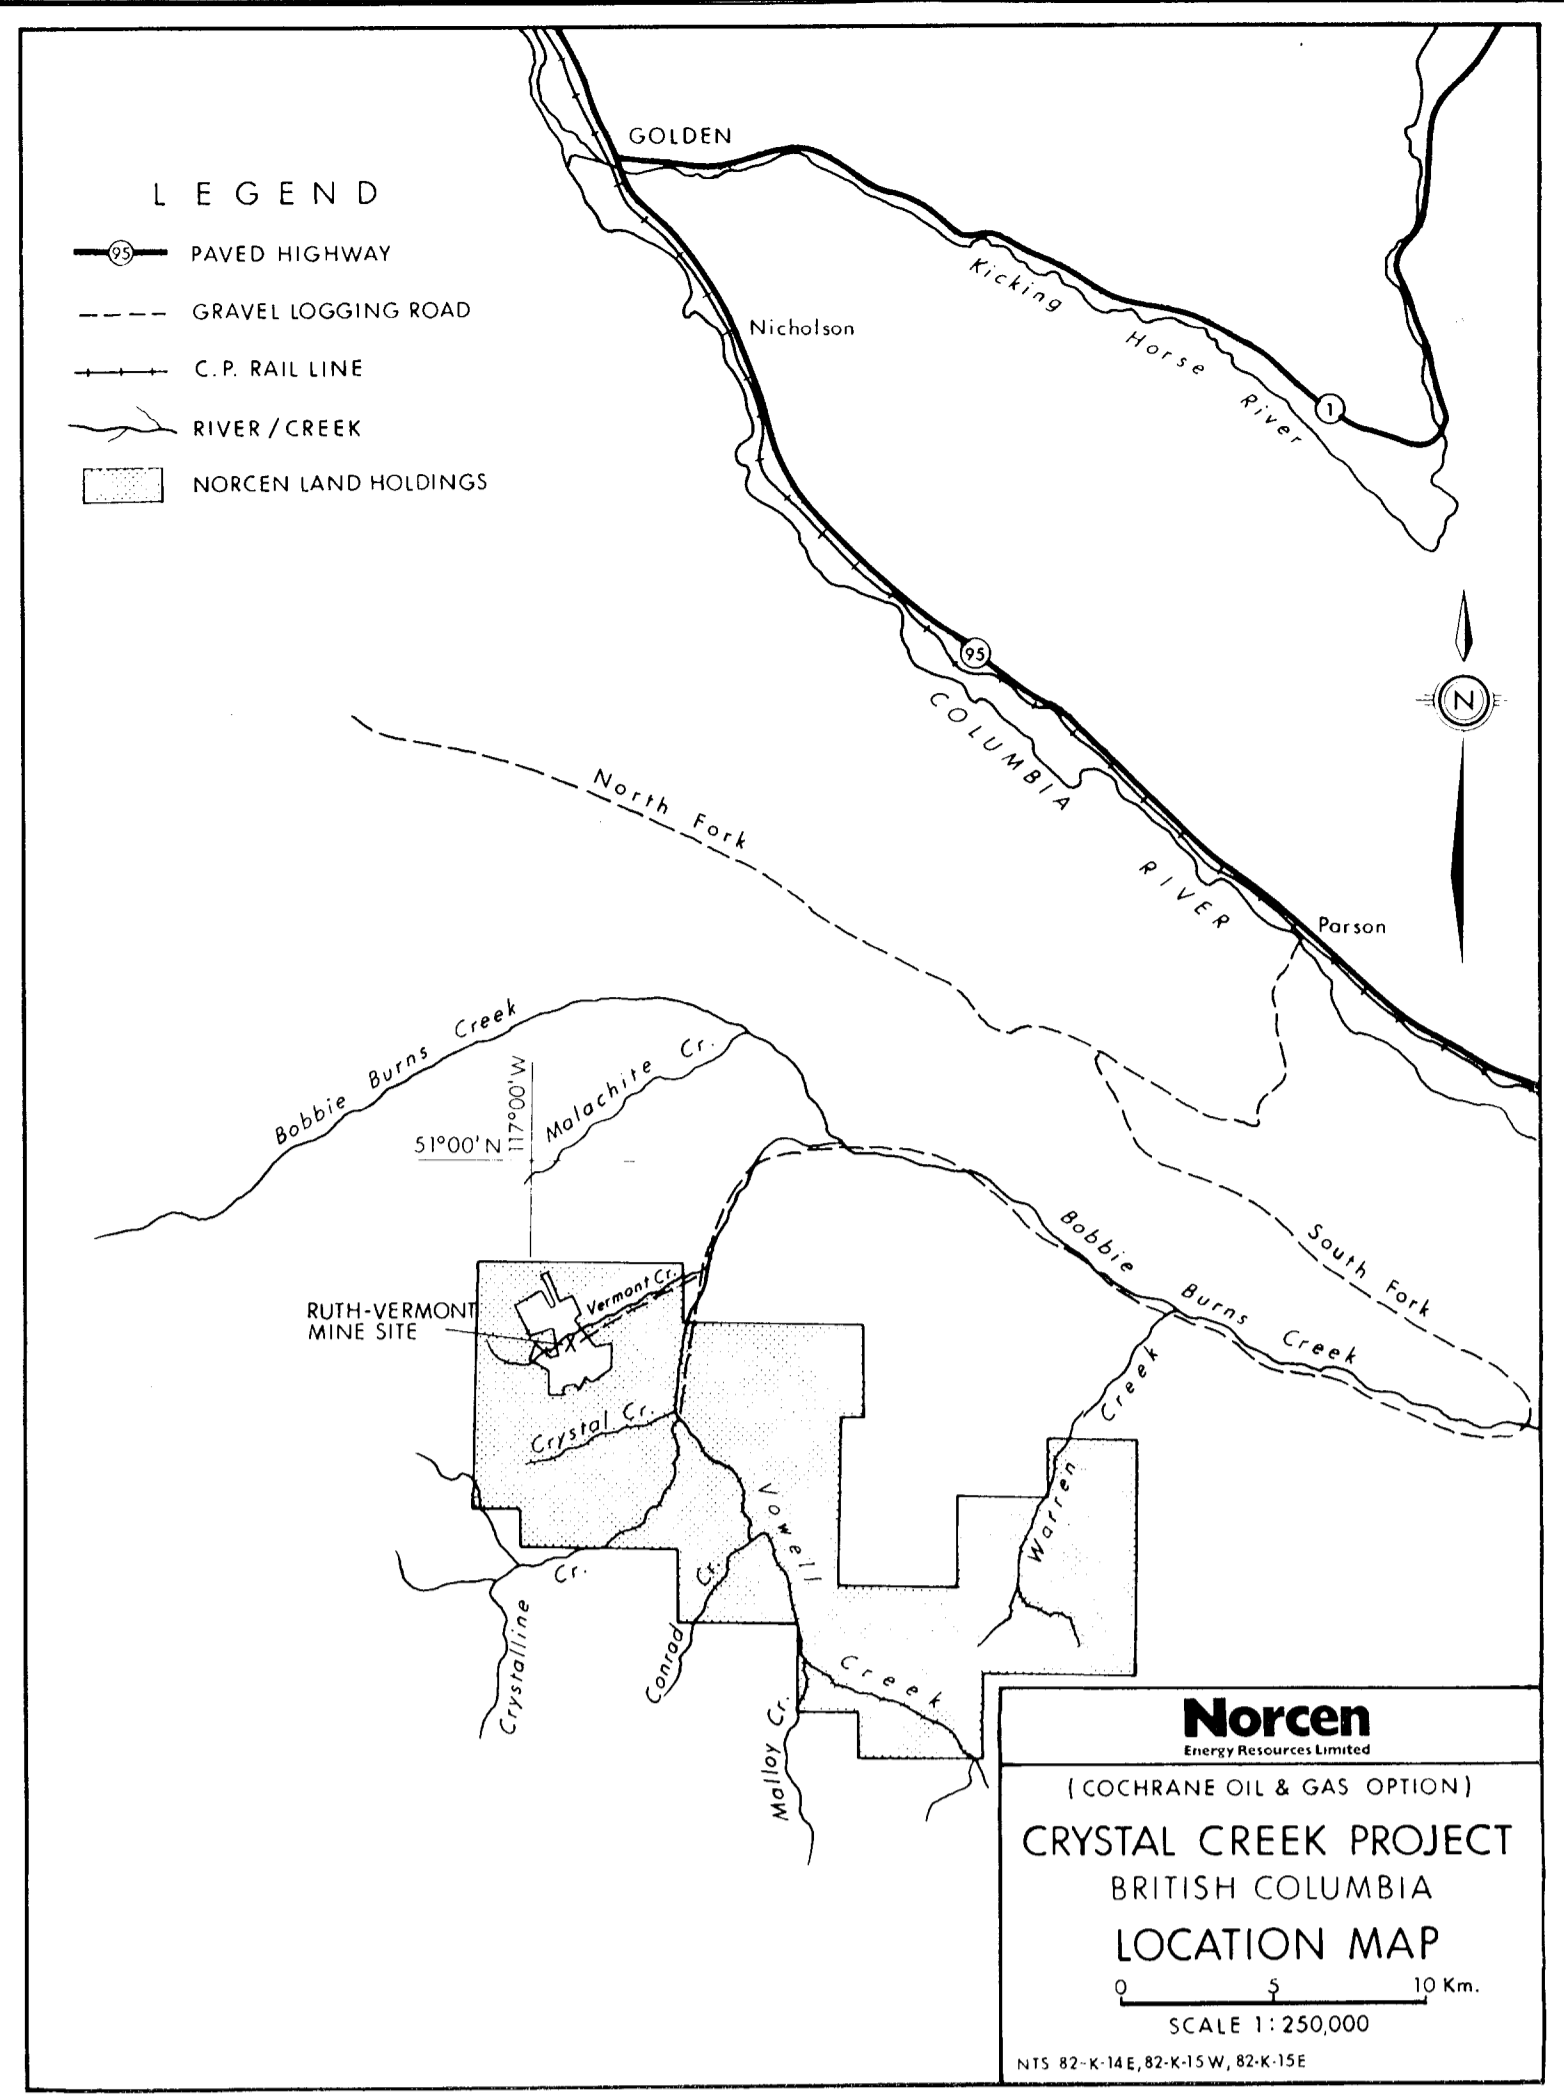 GOLDEN
LEGEND
95 PAVED HIGHWAY
GRAVEL LOGGING ROAD
C.P. RAIL LINE
RIVER/CREEK
NORCEN LAND HOLDINGS
Kicking Horse River
Nicholson
1
95
N
COLUMBIA RIVER
North Fork
Parson
Bobbie Burns Creek
Malachite Cr.
117°00'W
51°00'N
South Fork
Bobbie Burns Creek
Vermont Cr.
RUTH-VERMONT
MINE SITE
Crystal Cr.
Warren Creek
Vowell Creek
Crystalline Cr.
Conrad Cr.
Malloy Cr.
Norcen
Energy Resources Limited
(COCHRANE OIL & GAS OPTION)
CRYSTAL CREEK PROJECT
BRITISH COLUMBIA
LOCATION MAP
0 5 10 Km.
SCALE 1:250,000
NTS 82-K-14E, 82-K-15W, 82-K-15E